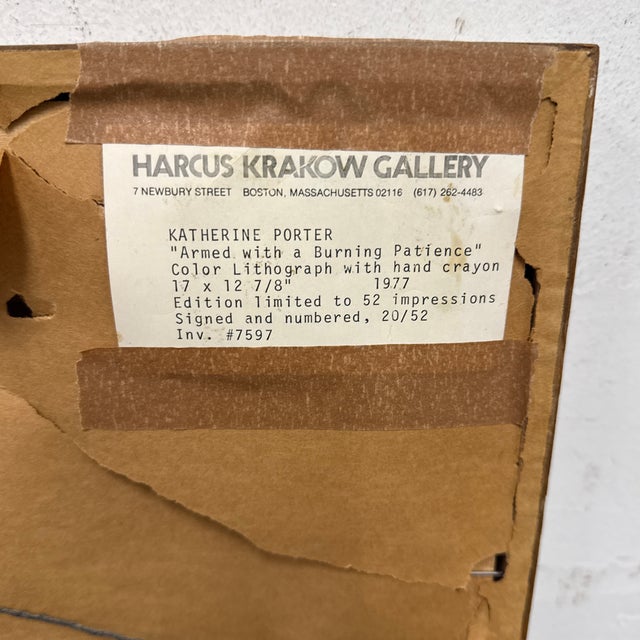 HARCUS KRAKOW GALLERY
7 NEWBURY STREET BOSTON, MASSACHUSETTS 02116 (617) 262-4483
KATHERINE PORTER
"Armed with a Burning Patience"
Color Lithograph with hand crayon
17 x 12 7/8" 1977
Edition limited to 52 impressions
Signed and numbered, 20/52
Inv. #7597